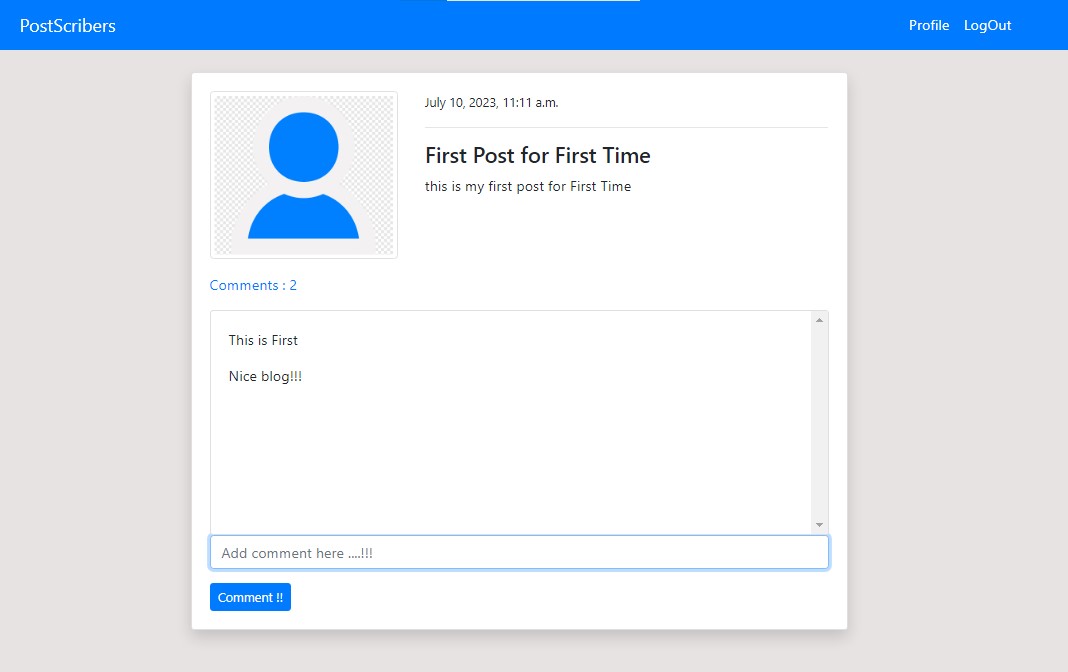 PostScribers
Profile LogOut
July 10, 2023, 11:11 a.m.
First Post for First Time
this is my first post for First Time
Comments : 2
This is First
Nice blog!!!
Add comment here ....!!!
Comment !!